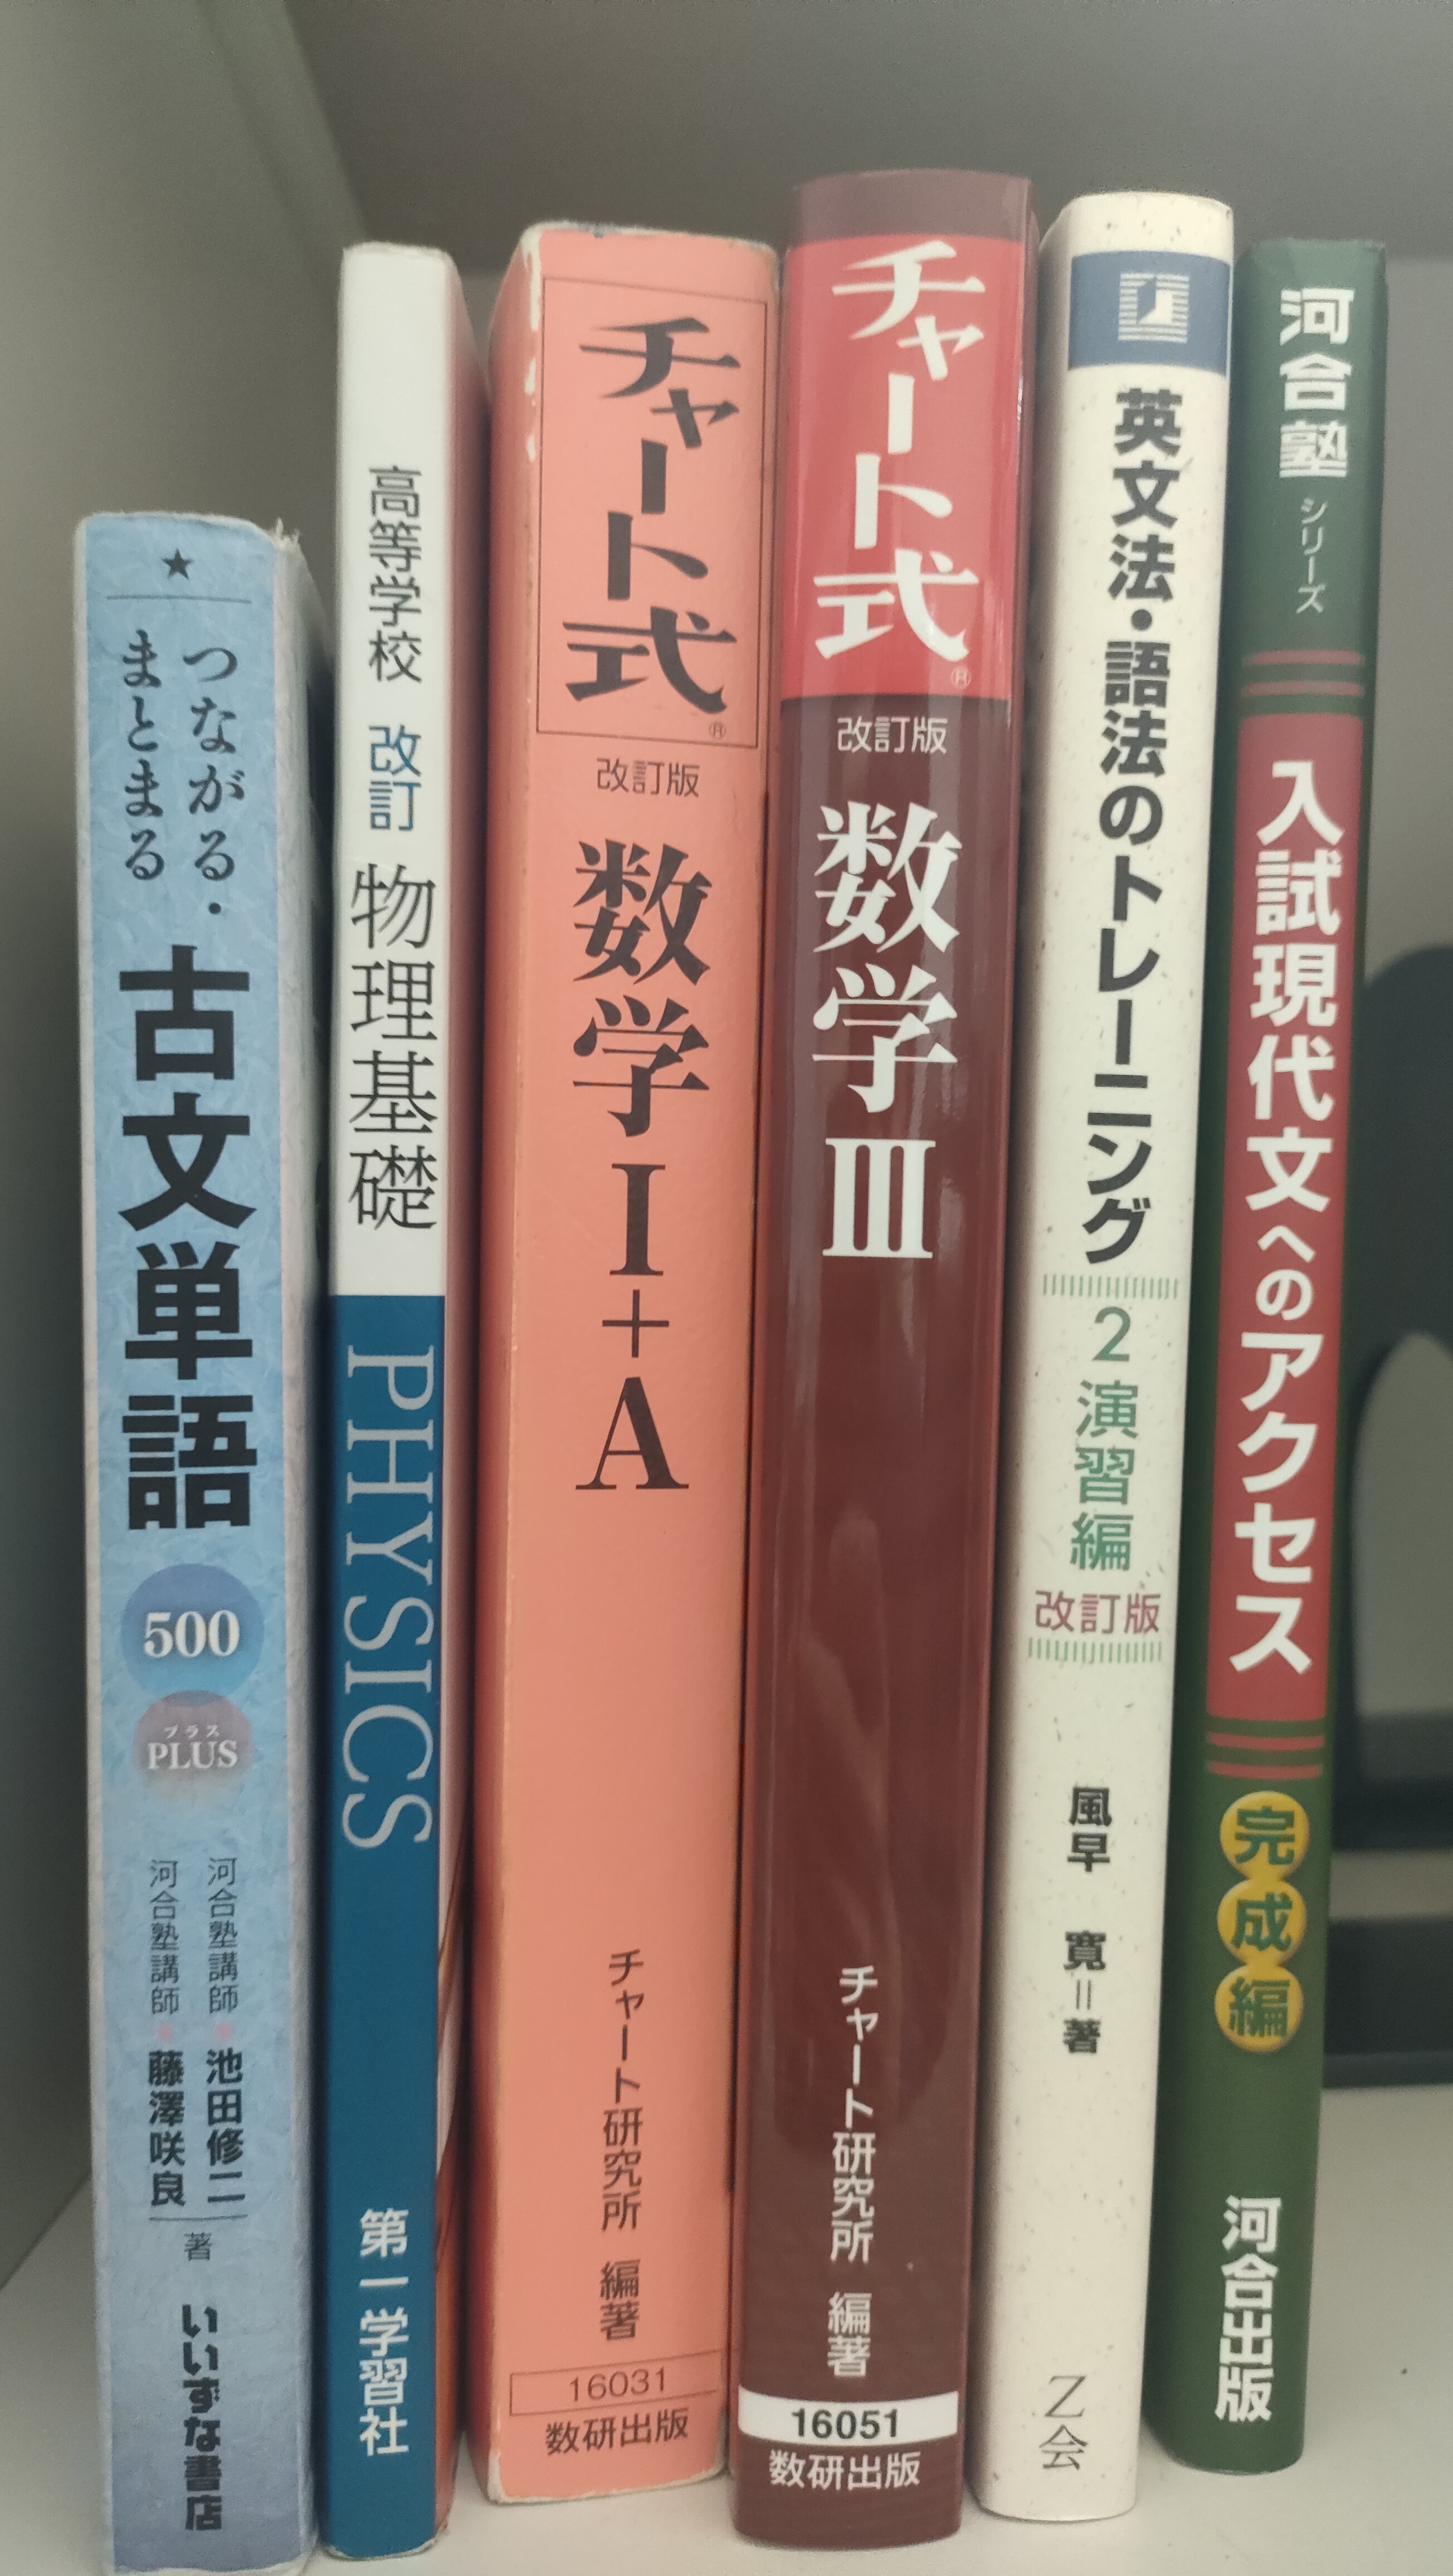 ★
つながる・
まとまる
古文単語
500
プラス
PLUS
河合塾講師★池田修二
河合塾講師★藤澤咲良
著
いいずな書店
高等学校 改訂 物理基礎
PHYSICS
第一学習社
チャート式®
改訂版
数学Ⅰ+A
チャート研究所 編著
16031
数研出版
チャート式®
改訂版
数学Ⅲ
チャート研究所 編著
16051
数研出版
英文法・語法のトレーニング
2 演習編
改訂版
風早 寛=著
Z会
河合塾シリーズ
入試現代文へのアクセス
完成編
河合出版